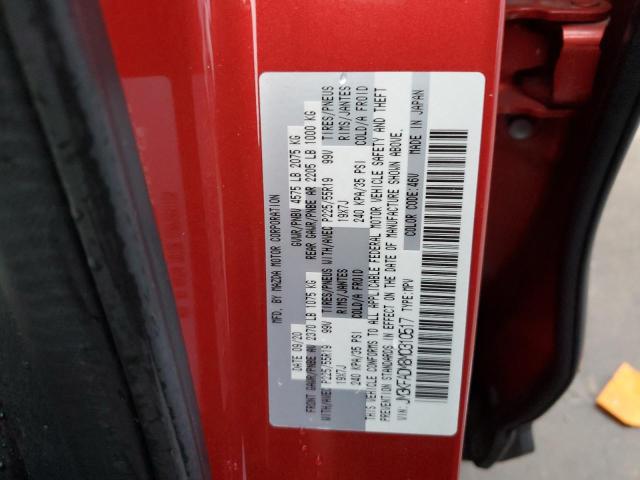 MFD. BY MAZDA MOTOR CORPORATION
DATE 09/20 GVWR/PNBV 4575 LB 2075 KG
FRONT GAWR/PNBE AV 2370 LB 1075 KG REAR GAWR/PNBE AR 2205 LB 1000 KG
WITH/AVEC P225/55R19 99V TIRES/PNEUS WITH/AVEC P225/55R19 99V TIRES/PNEUS
19X7J RIMS/JANTES 19X7J RIMS/JANTES
240 KPA/35 PSI COLD/A FROID 240 KPA/35 PSI COLD/A FROID
THIS VEHICLE CONFORMS TO ALL APPLICABLE FEDERAL MOTOR VEHICLE SAFETY AND THEFT
PREVENTION STANDARDS IN EFFECT ON THE DATE OF MANUFACTURE SHOWN ABOVE.
VIN: TYPE:MPV COLOR CODE:46V MADE IN JAPAN